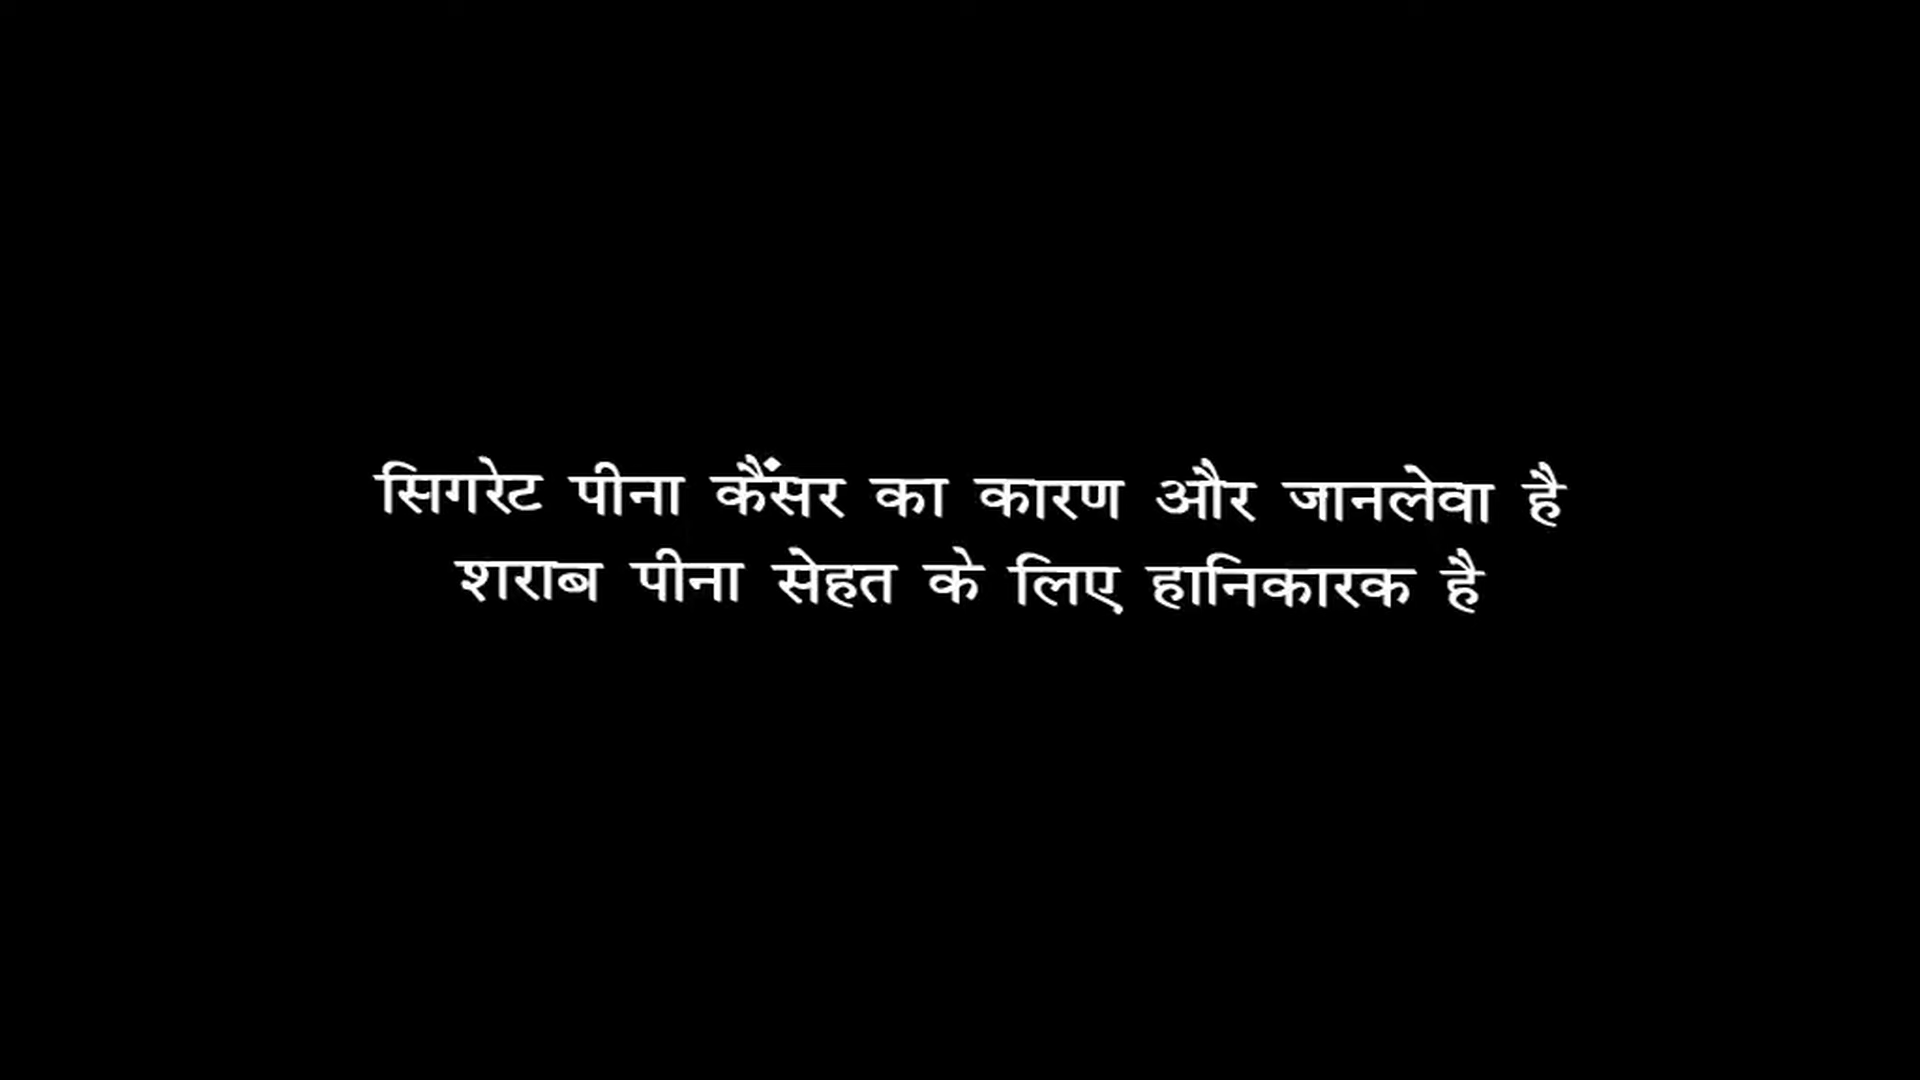 सिगरेट पीना कैंसर का कारण और जानलेवा है
शराब पीना सेहत के लिए हानिकारक है